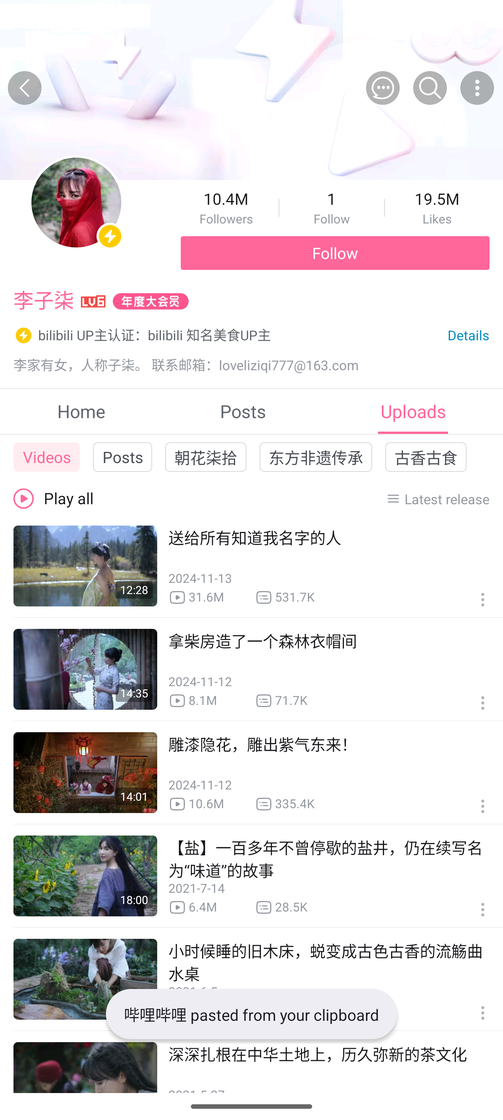 10.4M
Followers
1
Follow
19.5M
Likes
Follow
李子柒 LV6 年度大会员
bilibili UP主认证：bilibili 知名美食UP主
Details
李家有女，人称子柒。 联系邮箱：loveliziqi777@163.com
Home
Posts
Uploads
Videos
Posts
朝花柒拾
东方非遗传承
古香古食
Play all
Latest release
12:28
送给所有知道我名字的人
2024-11-13
31.6M
531.7K
14:35
拿柴房造了一个森林衣帽间
2024-11-12
8.1M
71.7K
14:01
雕漆隐花，雕出紫气东来！
2024-11-12
10.6M
335.4K
18:00
【盐】一百多年不曾停歇的盐井，仍在续写名
为“味道”的故事
2021-7-14
6.4M
28.5K
小时候睡的旧木床，蜕变成古色古香的流觞曲
水桌
哔哩哔哩 pasted from your clipboard
深深扎根在中华土地上，历久弥新的茶文化